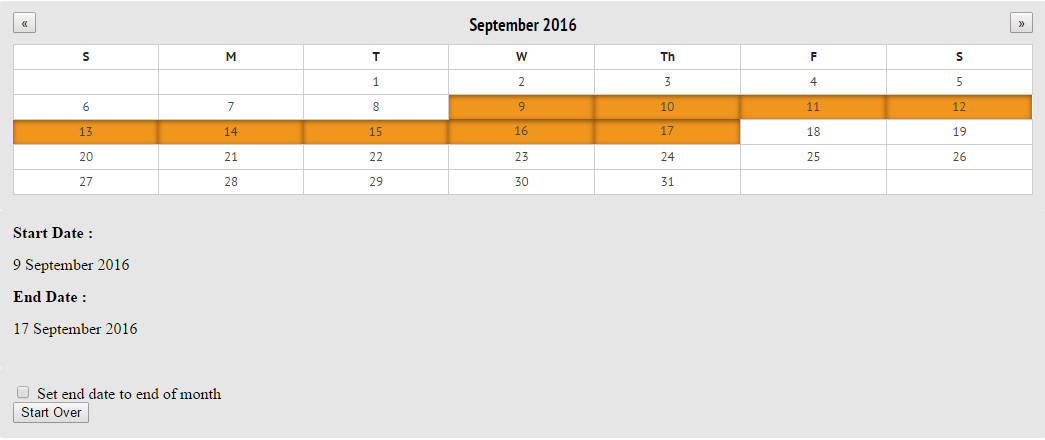 « September 2016 »
S M T W Th F S
1 2 3 4 5
6 7 8 9 10 11 12
13 14 15 16 17 18 19
20 21 22 23 24 25 26
27 28 29 30 31
Start Date :
9 September 2016
End Date :
17 September 2016
Set end date to end of month
Start Over